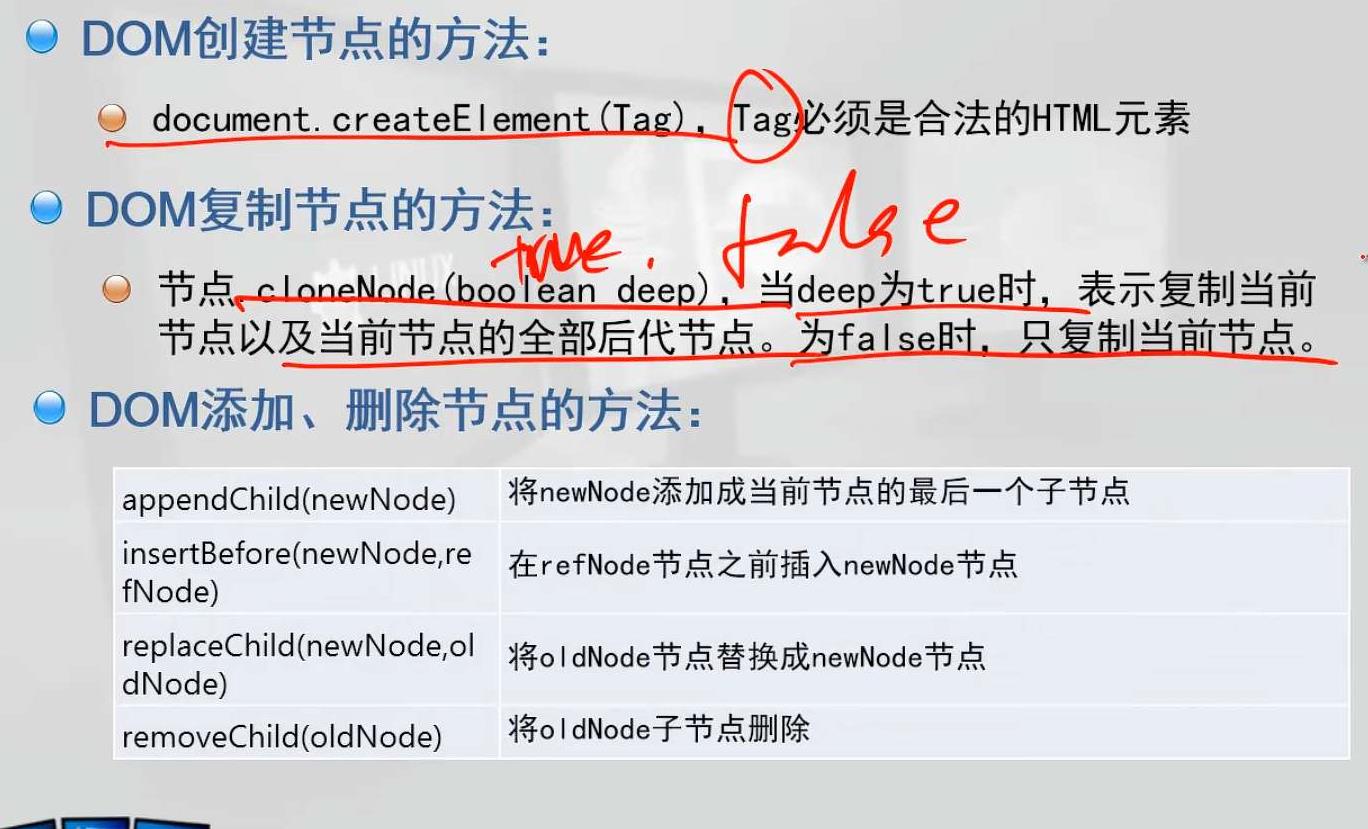 DOM创建节点的方法：
document.createElement(Tag)，Tag必须是合法的HTML元素
DOM复制节点的方法：
true. false
节点.cloneNode(boolean deep)，当deep为true时，表示复制当前
节点以及当前节点的全部后代节点。为false时，只复制当前节点。
DOM添加、删除节点的方法：
appendChild(newNode) 将newNode添加成当前节点的最后一个子节点
insertBefore(newNode,re
fNode) 在refNode节点之前插入newNode节点
replaceChild(newNode,ol
dNode) 将oldNode节点替换成newNode节点
removeChild(oldNode) 将oldNode子节点删除